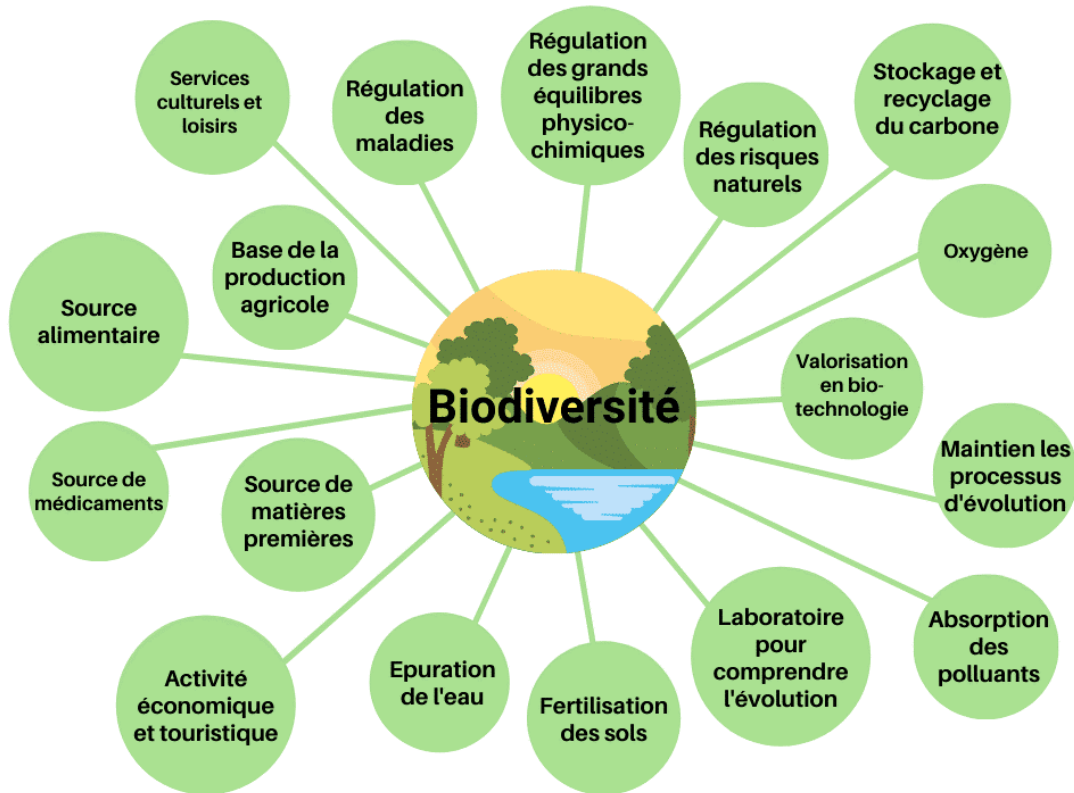 Services
culturels et
loisirs
Régulation
des
maladies
Régulation
des grands
équilibres
physico-
chimiques
Régulation
des risques
naturels
Stockage et
recyclage
du carbone
Oxygène
Base de la
production
agricole
Source
alimentaire
Biodiversité
Valorisation
en bio-
technologie
Source de
médicaments
Source de
matières
premières
Maintien les
processus
d'évolution
Activité
économique
et touristique
Epuration
de l'eau
Fertilisation
des sols
Laboratoire
pour
comprendre
l'évolution
Absorption
des
polluants